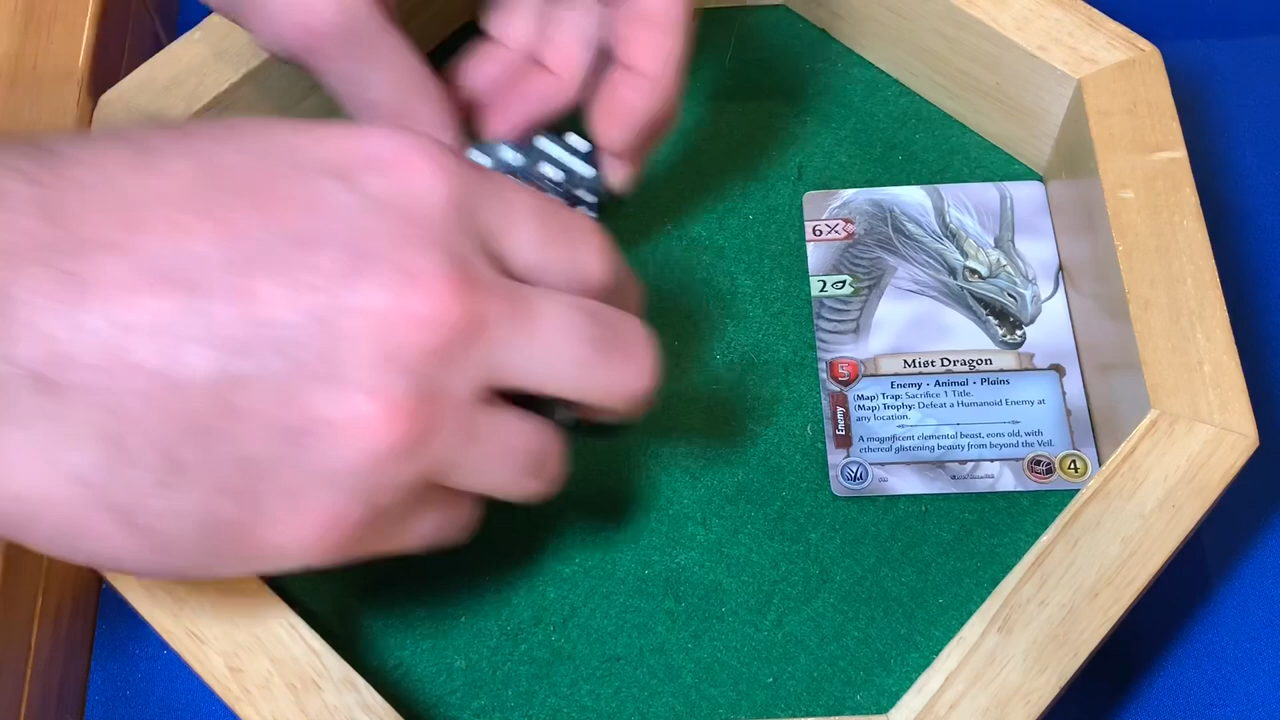 6
2
Mist Dragon
5
Enemy • Animal • Plains
(Map) Trap: Sacrifice 1 Title.
(Map) Trophy: Defeat a Humanoid Enemy at
any location.
Enemy
A magnificent elemental beast, eons old, with
ethereal glistening beauty from beyond the Veil.
4